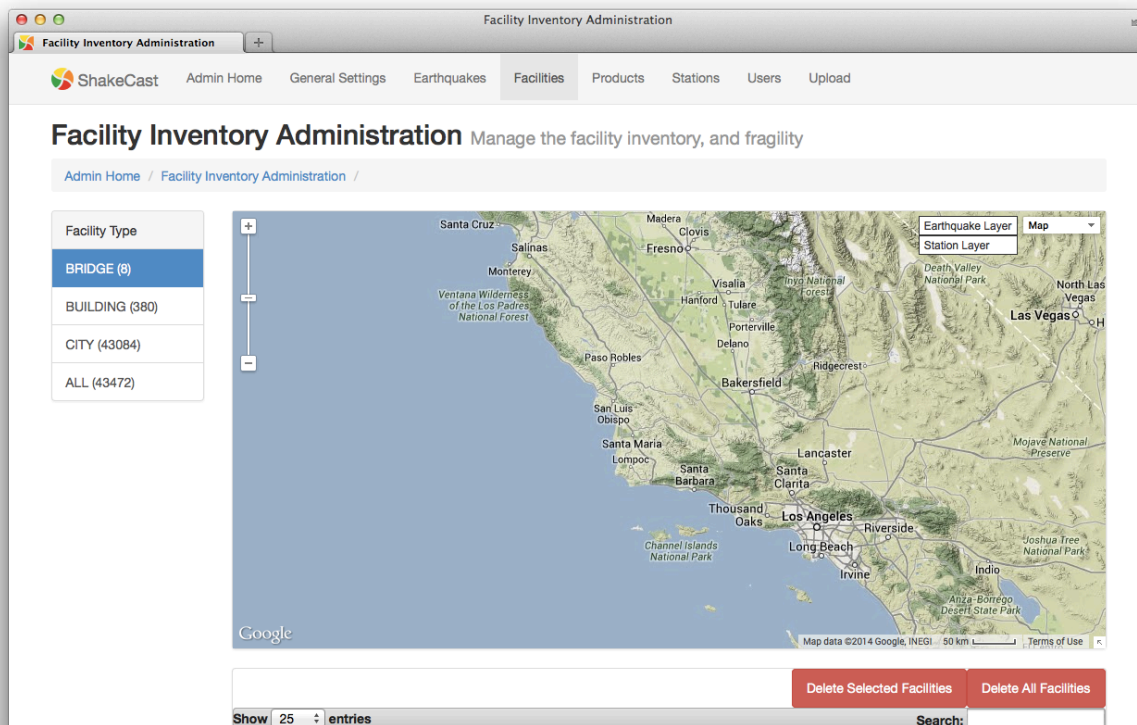 Facility Inventory Administration
Facility Inventory Administration
ShakeCast Admin Home General Settings Earthquakes Facilities Products Stations Users Upload
Facility Inventory Administration Manage the facility inventory, and fragility
Admin Home / Facility Inventory Administration /
Facility Type
BRIDGE (8)
BUILDING (380)
CITY (43084)
ALL (43472)
Earthquake Layer
Station Layer
Map
Santa Cruz
Madera
Clovis
Fresno
Salinas
Monterey
Ventana Wilderness
of the Los Padres
National Forest
Visalia
Hanford
Tulare
Porterville
Delano
Inyo National
Forest
Death Valley
National Park
North Las
Vegas
Las Vegas
H
Paso Robles
Ridgecrest
Bakersfield
San Luis
Obispo
Santa Maria
Lompoc
Santa
Barbara
Lancaster
Santa
Clarita
Mojave National
Preserve
Thousand
Oaks
Los Angeles
Riverside
Long Beach
Irvine
Channel Islands
National Park
Joshua Tree
National Park
Indio
Anza-Borrego
Desert State Park
Google
Map data ©2014 Google, INEGI 50 km Terms of Use
Delete Selected Facilities Delete All Facilities
Show 25 entries
Search: